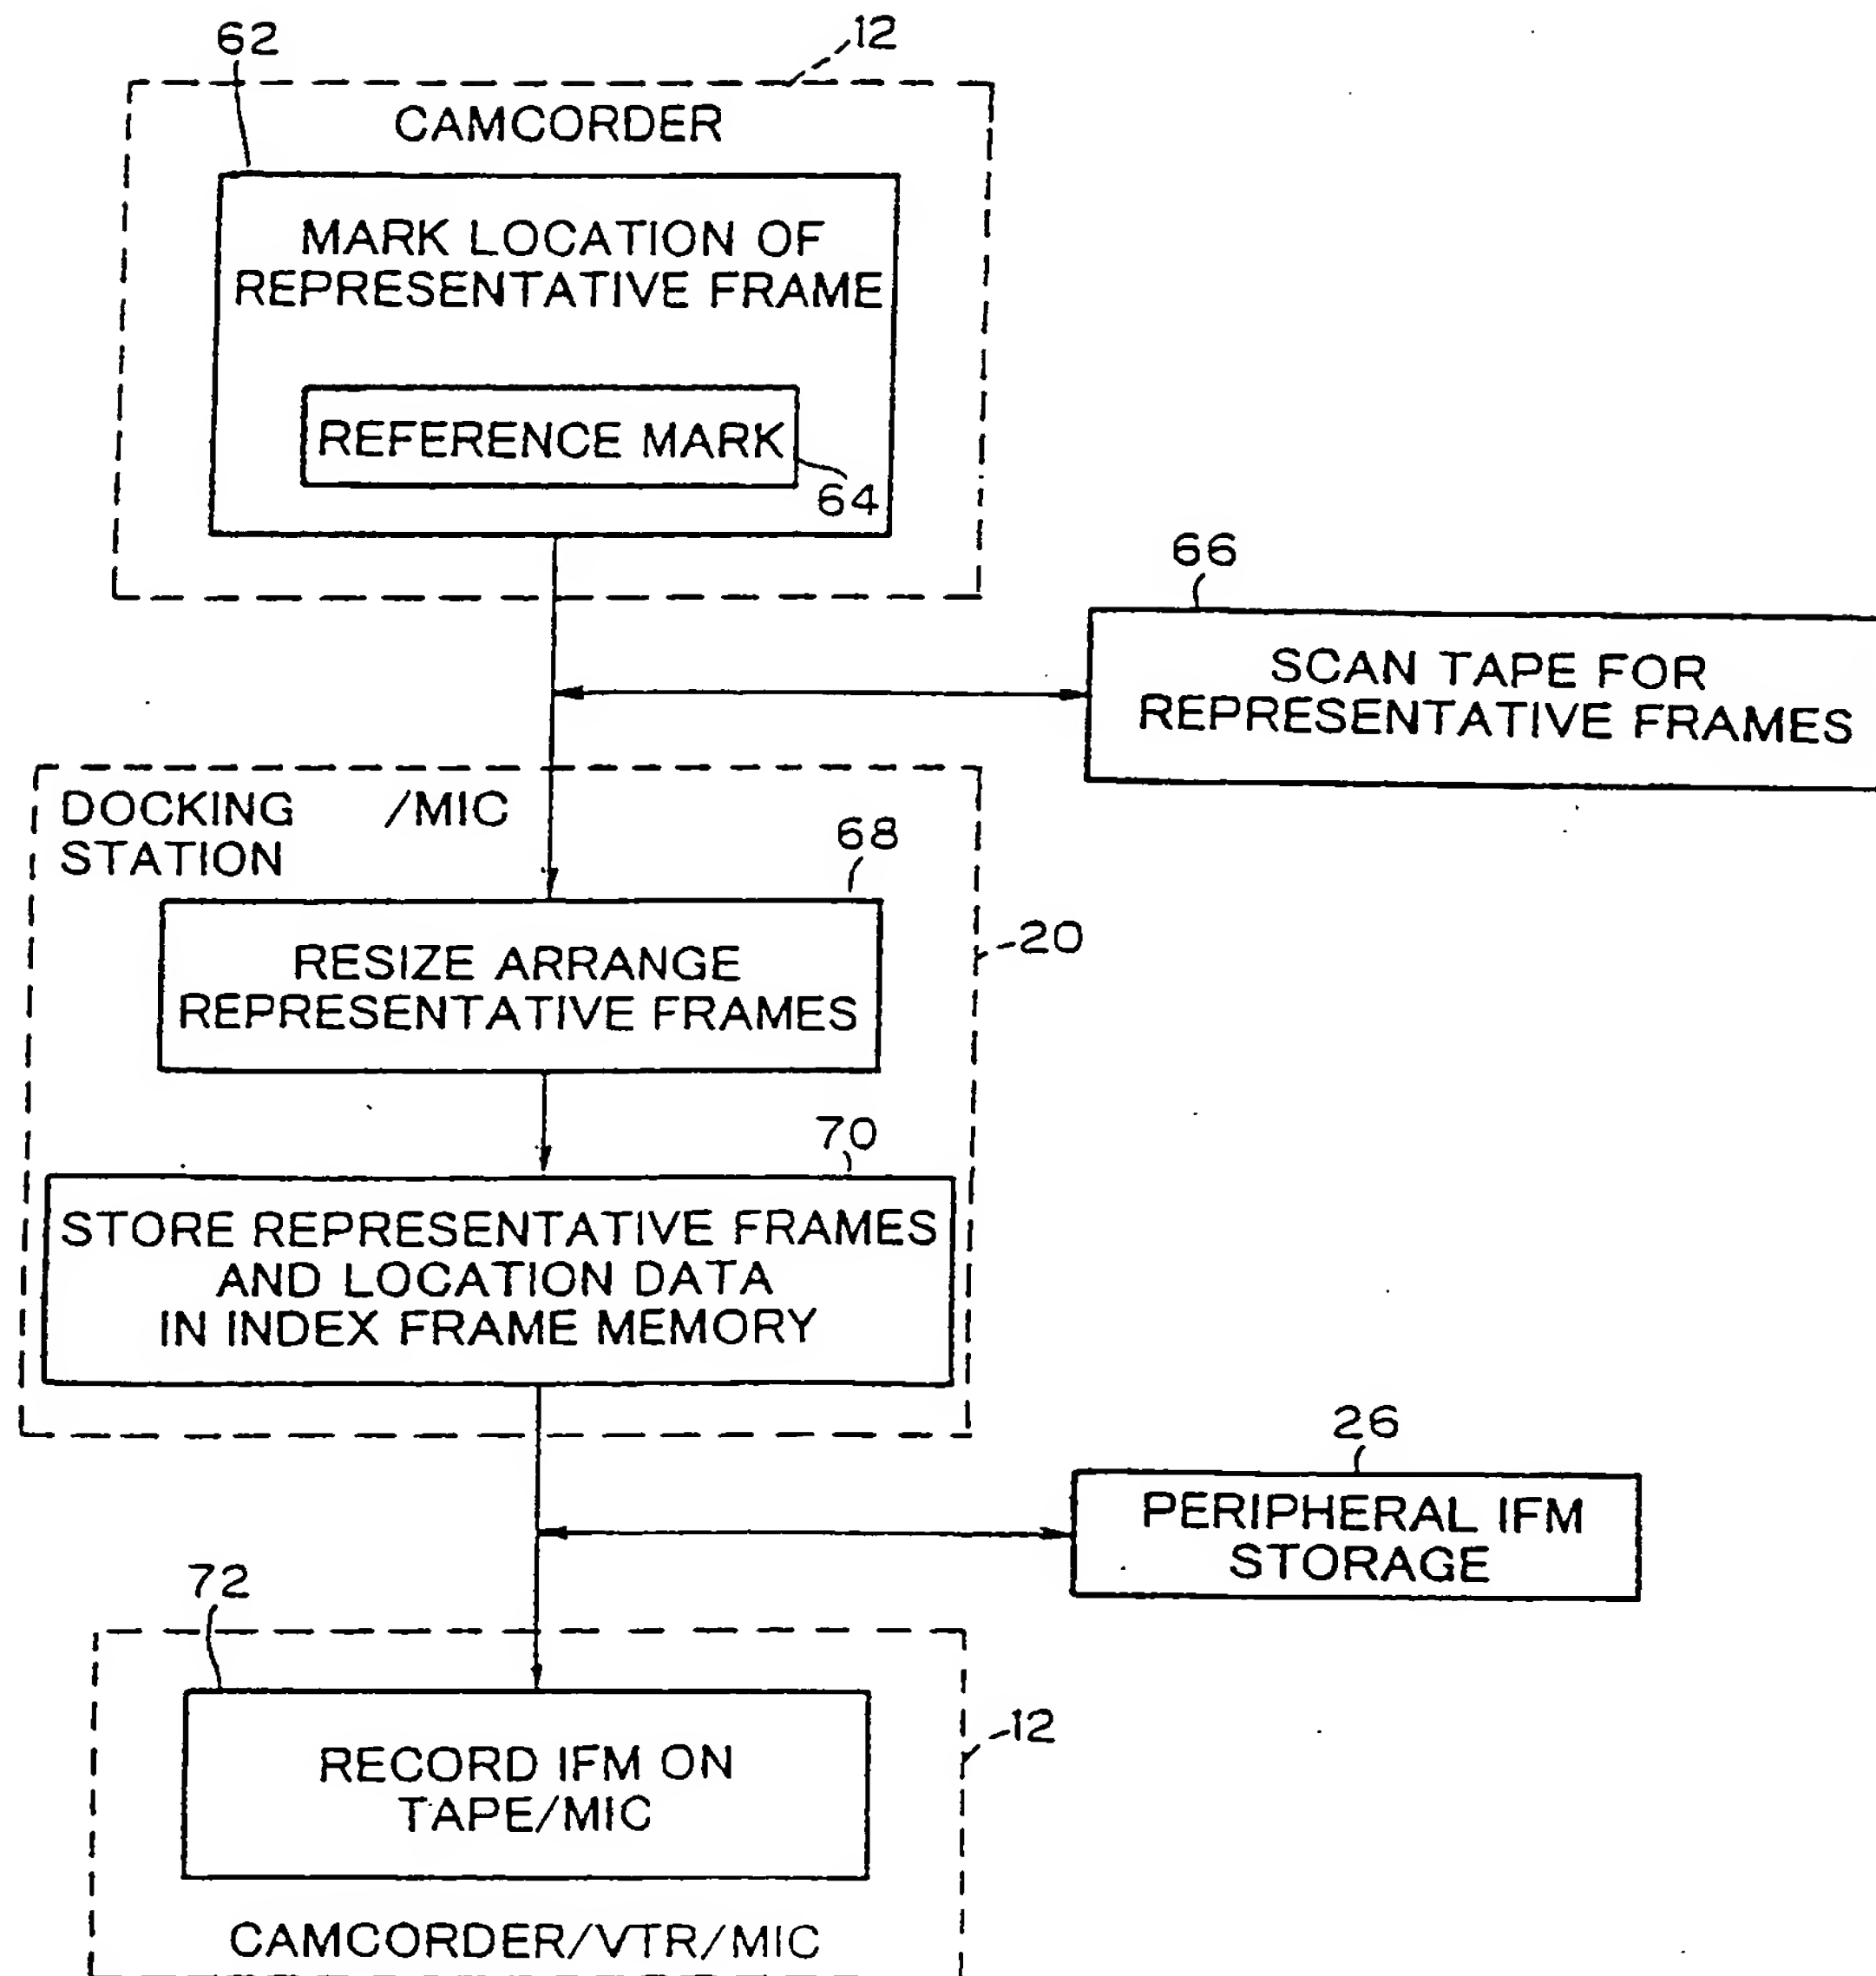 62
12
CAMCORDER
MARK LOCATION OF
REPRESENTATIVE FRAME
REFERENCE MARK
64
66
SCAN TAPE FOR
REPRESENTATIVE FRAMES
DOCKING /MIC
STATION
68
RESIZE ARRANGE
REPRESENTATIVE FRAMES
20
70
STORE REPRESENTATIVE FRAMES
AND LOCATION DATA
IN INDEX FRAME MEMORY
26
PERIPHERAL IFM
STORAGE
72
RECORD IFM ON
TAPE/MIC
12
CAMCORDER/VTR/MIC